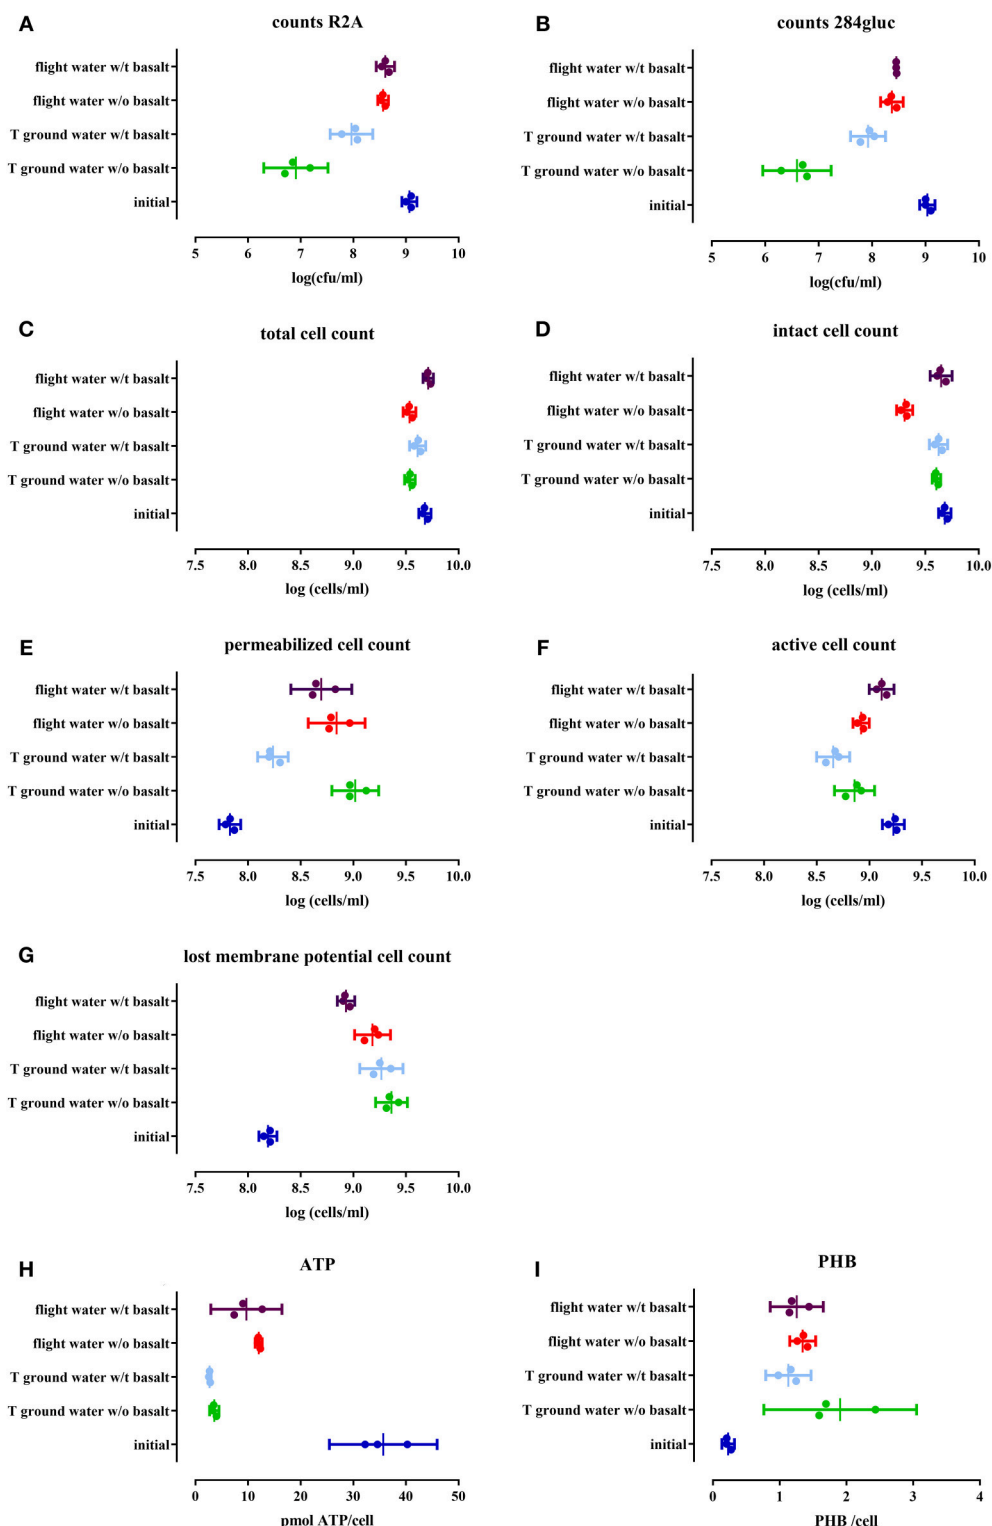 A
counts R2A
flight water w/t basalt
flight water w/o basalt
T ground water w/t basalt
T ground water w/o basalt
initial
5 6 7 8 9 10
log(cfu/ml)
B
counts 284gluc
flight water w/t basalt
flight water w/o basalt
T ground water w/t basalt
T ground water w/o basalt
initial
5 6 7 8 9 10
log(cfu/ml)
C
total cell count
flight water w/t basalt
flight water w/o basalt
T ground water w/t basalt
T ground water w/o basalt
initial
7.5 8.0 8.5 9.0 9.5 10.0
log (cells/ml)
D
intact cell count
flight water w/t basalt
flight water w/o basalt
T ground water w/t basalt
T ground water w/o basalt
initial
7.5 8.0 8.5 9.0 9.5 10.0
log (cells/ml)
E
permeabilized cell count
flight water w/t basalt
flight water w/o basalt
T ground water w/t basalt
T ground water w/o basalt
initial
7.5 8.0 8.5 9.0 9.5 10.0
log (cells/ml)
F
active cell count
flight water w/t basalt
flight water w/o basalt
T ground water w/t basalt
T ground water w/o basalt
initial
7.5 8.0 8.5 9.0 9.5 10.0
log (cells/ml)
G
lost membrane potential cell count
flight water w/t basalt
flight water w/o basalt
T ground water w/t basalt
T ground water w/o basalt
initial
7.5 8.0 8.5 9.0 9.5 10.0
log (cells/ml)
H
ATP
flight water w/t basalt
flight water w/o basalt
T ground water w/t basalt
T ground water w/o basalt
initial
0 10 20 30 40 50
pmol ATP/cell
I
PHB
flight water w/t basalt
flight water w/o basalt
T ground water w/t basalt
T ground water w/o basalt
initial
0 1 2 3 4
PHB /cell